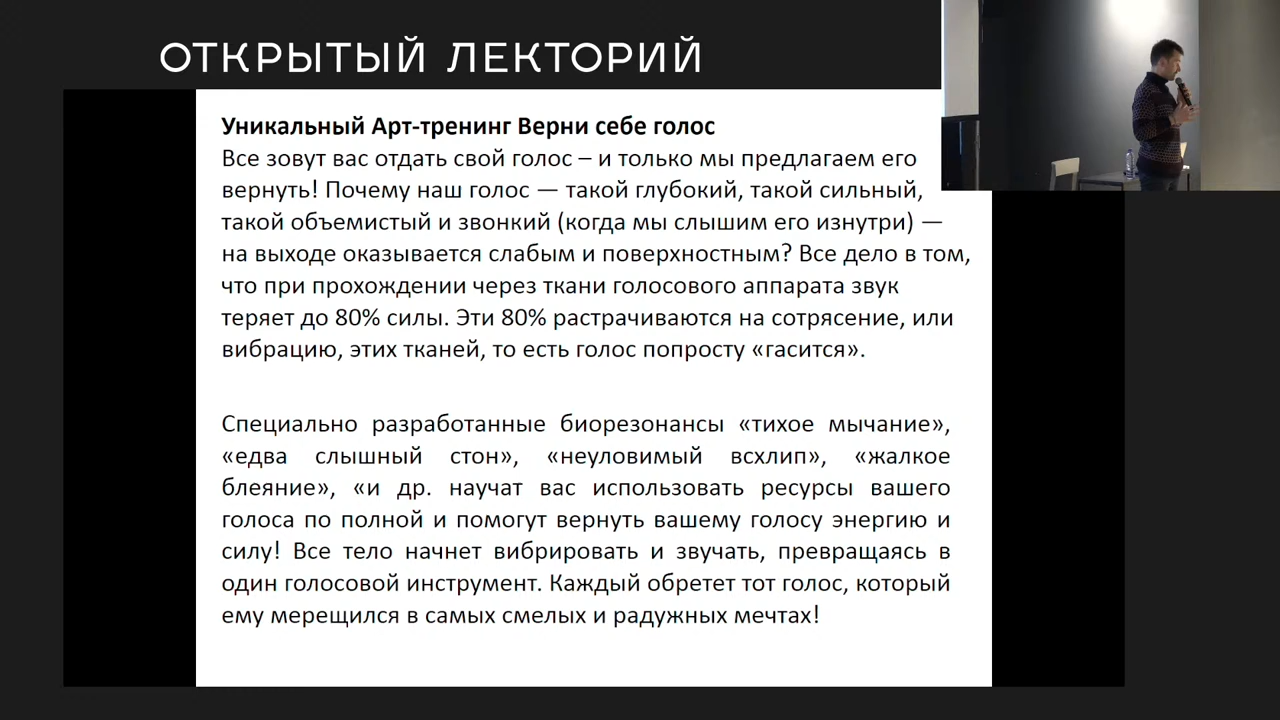 ОТКРЫТЫЙ ЛЕКТОРИЙ
Уникальный Арт-тренинг Верни себе голос
Все зовут вас отдать свой голос – и только мы предлагаем его
вернуть! Почему наш голос — такой глубокий, такой сильный,
такой объемистый и звонкий (когда мы слышим его изнутри) —
на выходе оказывается слабым и поверхностным? Все дело в том,
что при прохождении через ткани голосового аппарата звук
теряет до 80% силы. Эти 80% растрачиваются на сотрясение, или
вибрацию, этих тканей, то есть голос попросту «гасится».
Специально разработанные биорезонансы «тихое мычание»,
«едва слышный стон», «неуловимый всхлип», «жалкое
блеяние», «и др. научат вас использовать ресурсы вашего
голоса по полной и помогут вернуть вашему голосу энергию и
силу! Все тело начнет вибрировать и звучать, превращаясь в
один голосовой инструмент. Каждый обретет тот голос, который
ему мерещился в самых смелых и радужных мечтах!